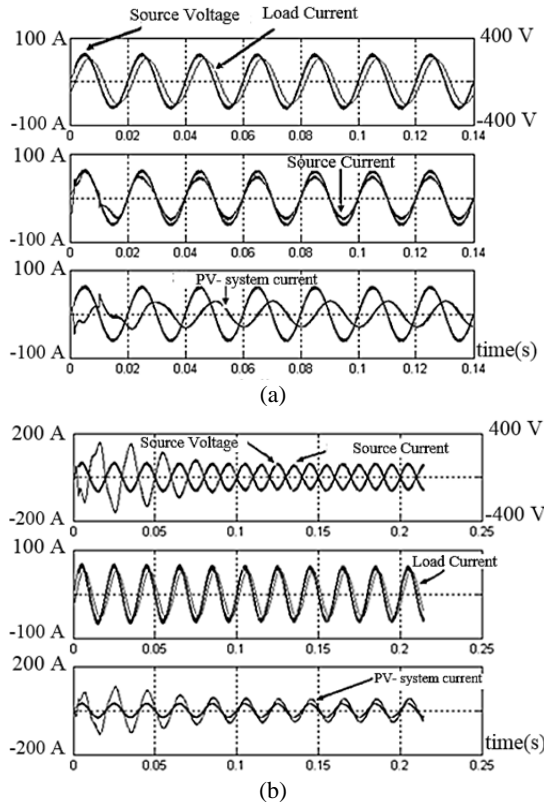 Source Voltage Load Current
100 A 400 V
-100 A -400 V
0 0.02 0.04 0.06 0.08 0.1 0.12 0.14
100 A Source Current
-100 A
0 0.02 0.04 0.06 0.08 0.1 0.12 0.14
100 A PV- system current
-100 A time(s)
0 0.02 0.04 0.06 0.08 0.1 0.12 0.14
(a)
200 A Source Voltage Source Current 400 V
-200 A -400 V
0 0.05 0.1 0.15 0.2 0.25
100 A Load Current
-100 A
0 0.05 0.1 0.15 0.2 0.25
200 A PV- system current
-200 A time(s)
0 0.05 0.1 0.15 0.2 0.25
(b)